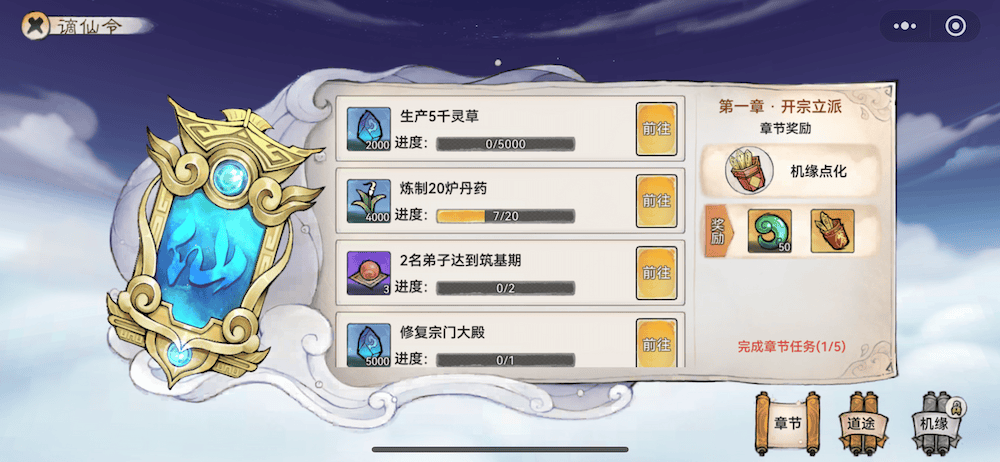 谪仙令
生产5千灵草
2000
进度:
0/5000
前往
炼制20炉丹药
4000
进度:
7/20
前往
2名弟子达到筑基期
3
进度:
0/2
前往
修复宗门大殿
5000
进度:
0/1
前往
第一章·开宗立派
章节奖励
机缘点化
奖励
50
完成章节任务(1/5)
章节
道途
机缘